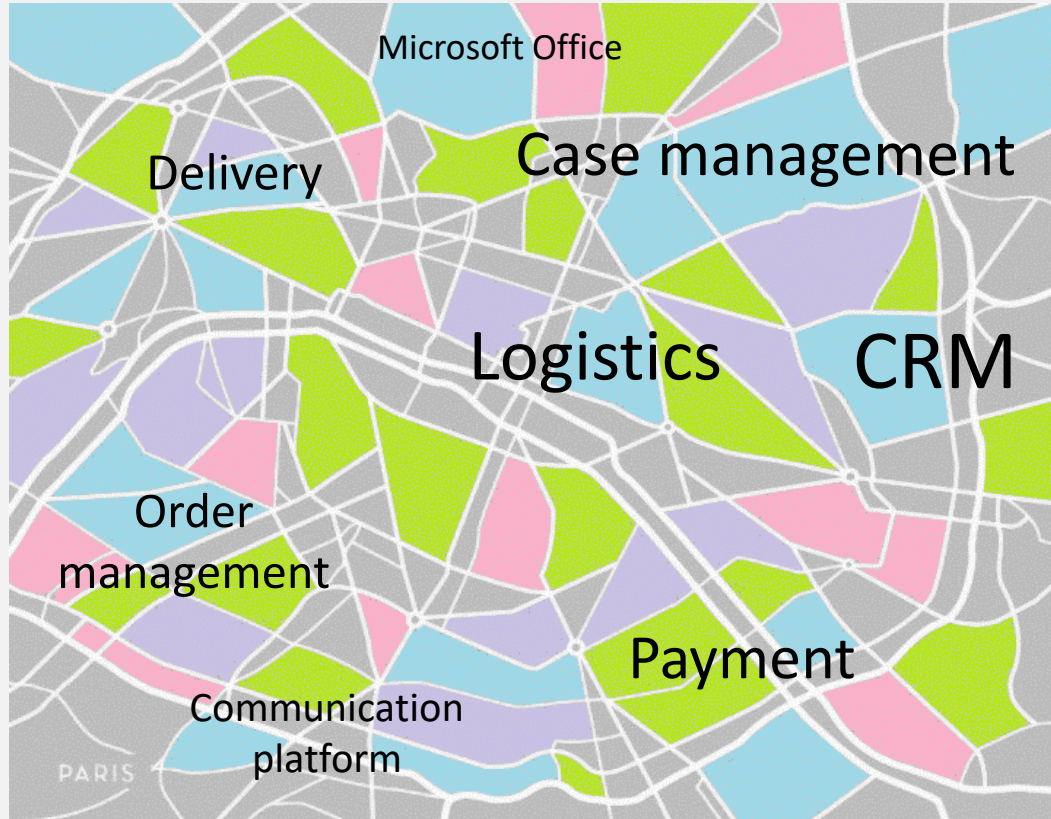 Microsoft Office
Case management
Delivery
Logistics
CRM
Order
management
Payment
Communication
platform
PARIS